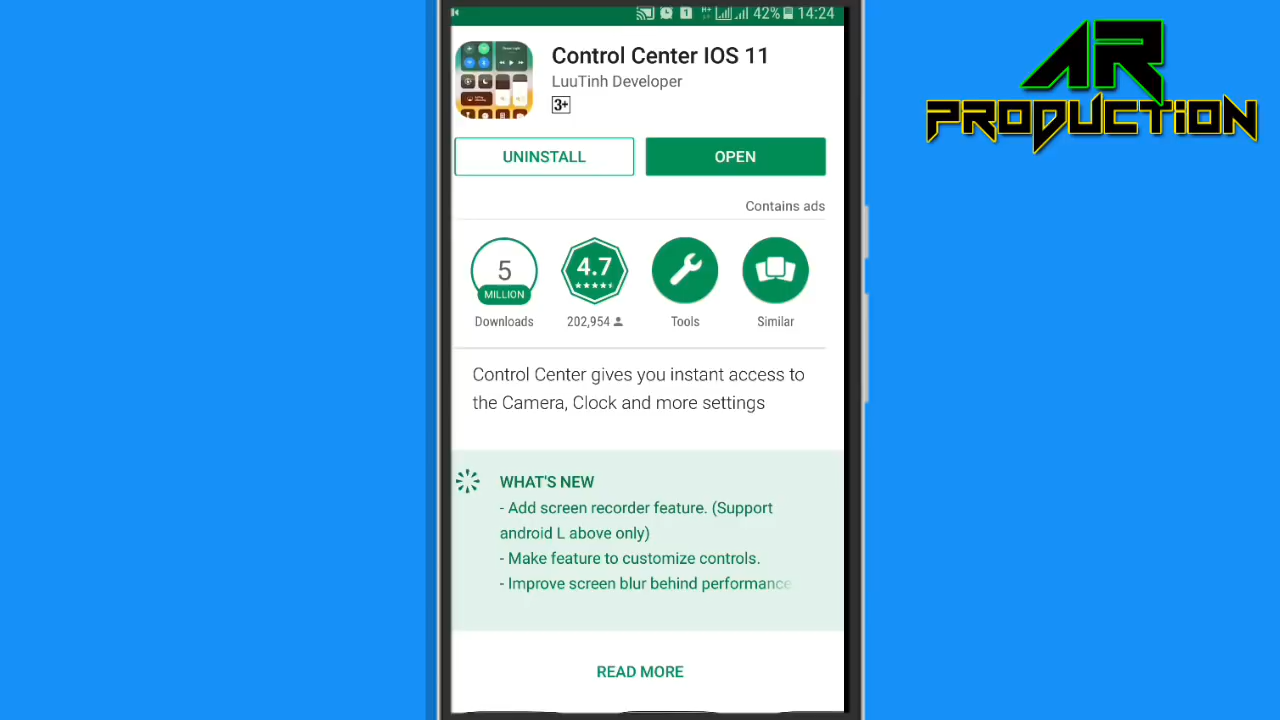 42% 14:24
AR
PRODUCTION
Control Center IOS 11
LuuTinh Developer
3+
UNINSTALL
OPEN
Contains ads
5
MILLION
4.7
Downloads
202,954
Tools
Similar
Control Center gives you instant access to
the Camera, Clock and more settings
WHAT'S NEW
- Add screen recorder feature. (Support
android L above only)
- Make feature to customize controls.
- Improve screen blur behind performance
READ MORE